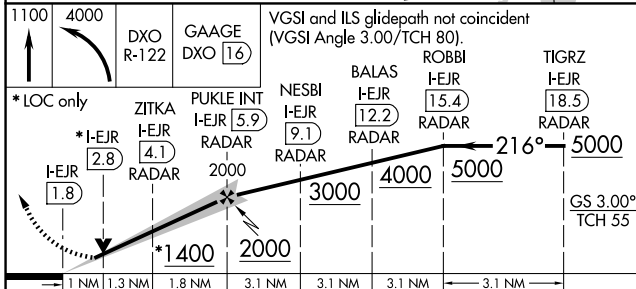 1100
4000
DXO
R-122
GAAGE
DXO 16
VGSI and ILS glidepath not coincident
(VGSI Angle 3.00/TCH 80).
* LOC only
I-EJR
1.8
*I-EJR
2.8
ZITKA
I-EJR
4.1
RADAR
PUKLE INT
I-EJR 5.9
RADAR
2000
NESBI
I-EJR
9.1
RADAR
BALAS
I-EJR
12.2
RADAR
ROBBI
I-EJR
15.4
RADAR
TIGRZ
I-EJR
18.5
RADAR
216°
5000
5000
4000
3000
2000
*1400
GS 3.00°
TCH 55
1 NM
1.3 NM
1.8 NM
3.1 NM
3.1 NM
3.1 NM
3.1 NM